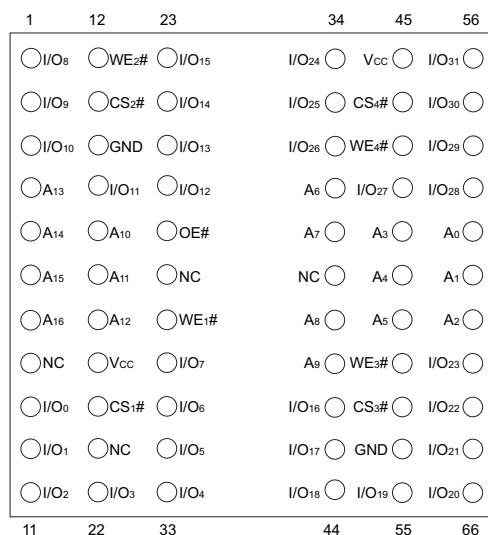 1 12 23 34 45 56
I/O8 WE2# I/O15 I/O24 VCC I/O31
I/O9 CS2# I/O14 I/O25 CS4# I/O30
I/O10 GND I/O13 I/O26 WE4# I/O29
A13 I/O11 I/O12 A6 I/O27 I/O28
A14 A10 OE# A7 A3 A0
A15 A11 NC NC A4 A1
A16 A12 WE1# A8 A5 A2
NC VCC I/O7 A9 WE3# I/O23
I/O0 CS1# I/O6 I/O16 CS3# I/O22
I/O1 NC I/O5 I/O17 GND I/O21
I/O2 I/O3 I/O4 I/O18 I/O19 I/O20
11 22 33 44 55 66